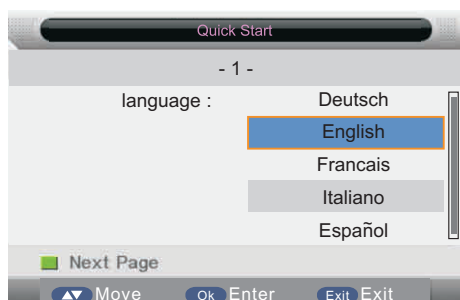 Quick Start
- 1 -
language : Deutsch
English
Francais
Italiano
Español
Next Page
Move Ok Enter Exit Exit